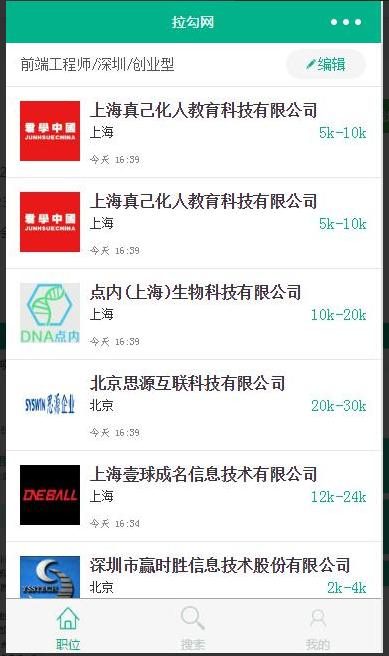 拉勾网
前端工程师/深圳/创业型
编辑
君學中國
JUNHSUECHINA
上海真己化人教育科技有限公司
上海
5k-10k
今天 16:39
君學中國
JUNHSUECHINA
上海真己化人教育科技有限公司
上海
5k-10k
今天 16:39
DNA点内
点内(上海)生物科技有限公司
上海
10k-20k
今天 16:39
SYSWIN 思源企业
北京思源互联科技有限公司
北京
20k-30k
今天 16:39
ONEBALL
上海壹球成名信息技术有限公司
上海
12k-24k
今天 16:34
YSSTECH
深圳市赢时胜信息技术股份有限公司
北京
2k-4k
职位
搜索
我的